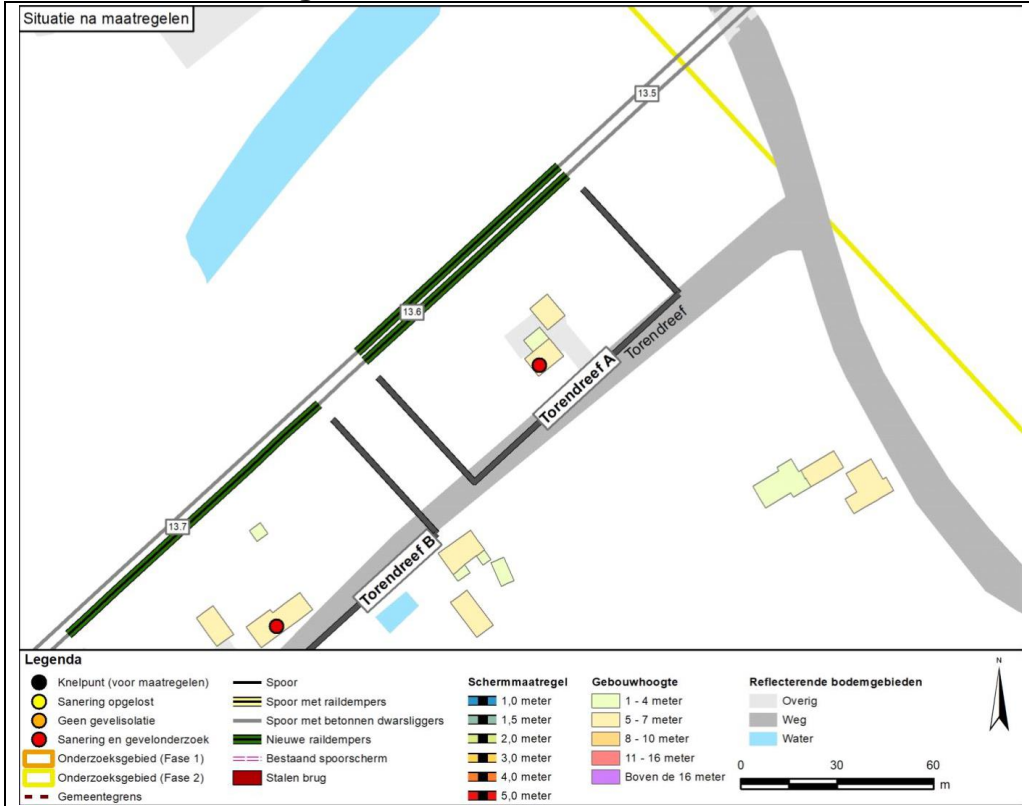 Situatie na maatregelen
13.5
13.6
Torendreef
Torendreef A
13.7
Torendreef B
Legenda
Knelpunt (voor maatregelen)
Sanering opgelost
Geen gevelisolatie
Sanering en gevelonderzoek
Onderzoeksgebied (Fase 1)
Onderzoeksgebied (Fase 2)
Gemeentegrens
Spoor
Spoor met raildempers
Spoor met betonnen dwarsliggers
Nieuwe raildempers
Bestaand spoorscherm
Stalen brug
Schermmaatregel
1,0 meter
1,5 meter
2,0 meter
3,0 meter
4,0 meter
5,0 meter
Gebouwhoogte
1 - 4 meter
5 - 7 meter
8 - 10 meter
11 - 16 meter
Boven de 16 meter
Reflecterende bodemgebieden
Overig
Weg
Water
N
0 30 60
m